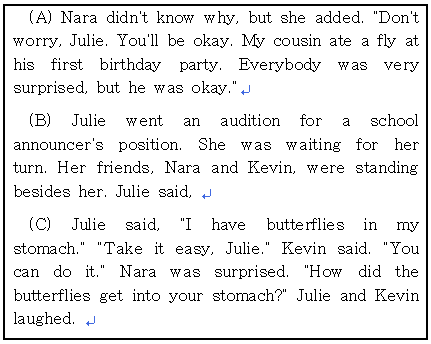 (A) Nara didn't know why, but she added. "Don't
worry, Julie. You'll be okay. My cousin ate a fly at
his first birthday party. Everybody was very
surprised, but he was okay."↵
(B) Julie went an audition for a school
announcer's position. She was waiting for her
turn. Her friends, Nara and Kevin, were standing
besides her. Julie said, ↵
(C) Julie said, "I have butterflies in my
stomach." "Take it easy, Julie." Kevin said. "You
can do it." Nara was surprised. "How did the
butterflies get into your stomach?" Julie and Kevin
laughed. ↵